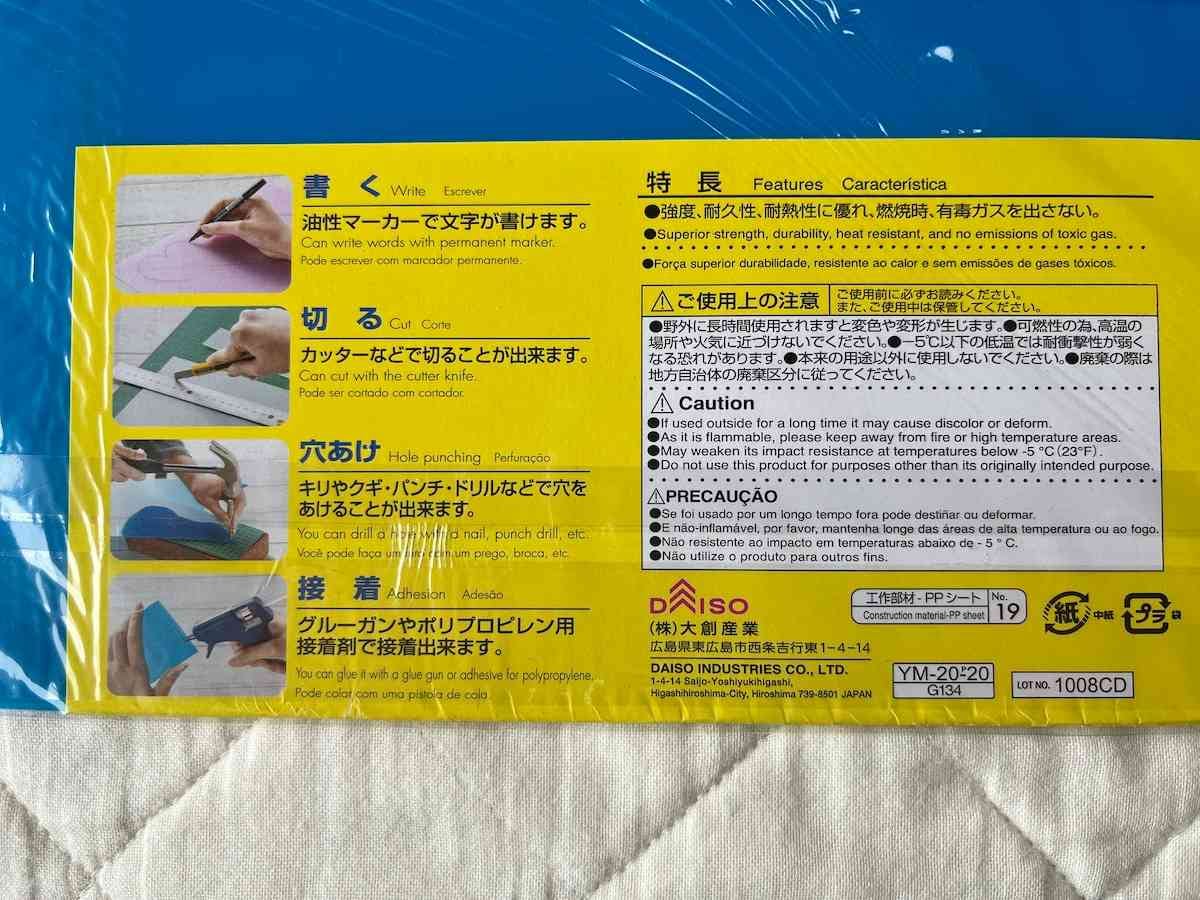 書く Write Escrever
油性マーカーで文字が書けます。
Can write words with permanent marker.
Pode escrever com marcador permanente.
切る Cut Corte
カッターなどで切ることが出来ます。
Can cut with the cutter knife.
Pode ser cortado com cortador.
穴あけ Hole punching Perfuração
キリやクギ・パンチ・ドリルなどで穴を
あけることが出来ます。
You can drill a hole with a nail, punch drill, etc.
Você pode faça um furo com um prego, broca, etc.
接着 Adhesion Adesão
グルーガンやポリプロピレン用
接着剤で接着出来ます。
You can glue it with a glue gun or adhesive for polypropylene.
Pode colar com uma pistola de cola.
特長 Features Característica
●強度、耐久性、耐熱性に優れ、燃焼時、有毒ガスを出さない。
●Superior strength, durability, heat resistant, and no emissions of toxic gas.
●Força superior durabilidade, resistente ao calor e sem emissões de gases tóxicos.
⚠ご使用上の注意
ご使用前に必ずお読みください。
また、ご使用中は保管してください。
●野外に長時間使用されますと変色や変形が生じます。●可燃性の為、高温の
場所や火気に近づけないでください。●−5℃以下の低温では耐衝撃性が弱く
なる恐れがあります。●本来の用途以外に使用しないでください。●廃棄の際は
地方自治体の廃棄区分に従ってください。
⚠ Caution
●If used outside for a long time it may cause discolor or deform.
●As it is flammable, please keep away from fire or high temperature areas.
●May weaken its impact resistance at temperatures below -5 °C (23°F).
●Do not use this product for purposes other than its originally intended purpose.
⚠PRECAUÇÃO
●Se foi usado por um longo tempo fora pode destiñar ou deformar.
●E não-inflamável, por favor, mantenha longe das áreas de alta temperatura ou ao fogo.
●Não resistente ao impacto em temperaturas abaixo de - 5 ° C.
●Não utilize o produto para outros fins.
DAISO
(株)大創産業
広島県東広島市西条吉行東1-4-14
DAISO INDUSTRIES CO., LTD.
1-4-14 Saijo-Yoshiyukihigashi,
Higashihiroshima-City, Hiroshima 739-8501 JAPAN
工作部材 - PPシート
Construction material-PP sheet
No.
19
紙 中紙
プラ 袋
YM-20-P-20
G134
LOT NO. 1008CD